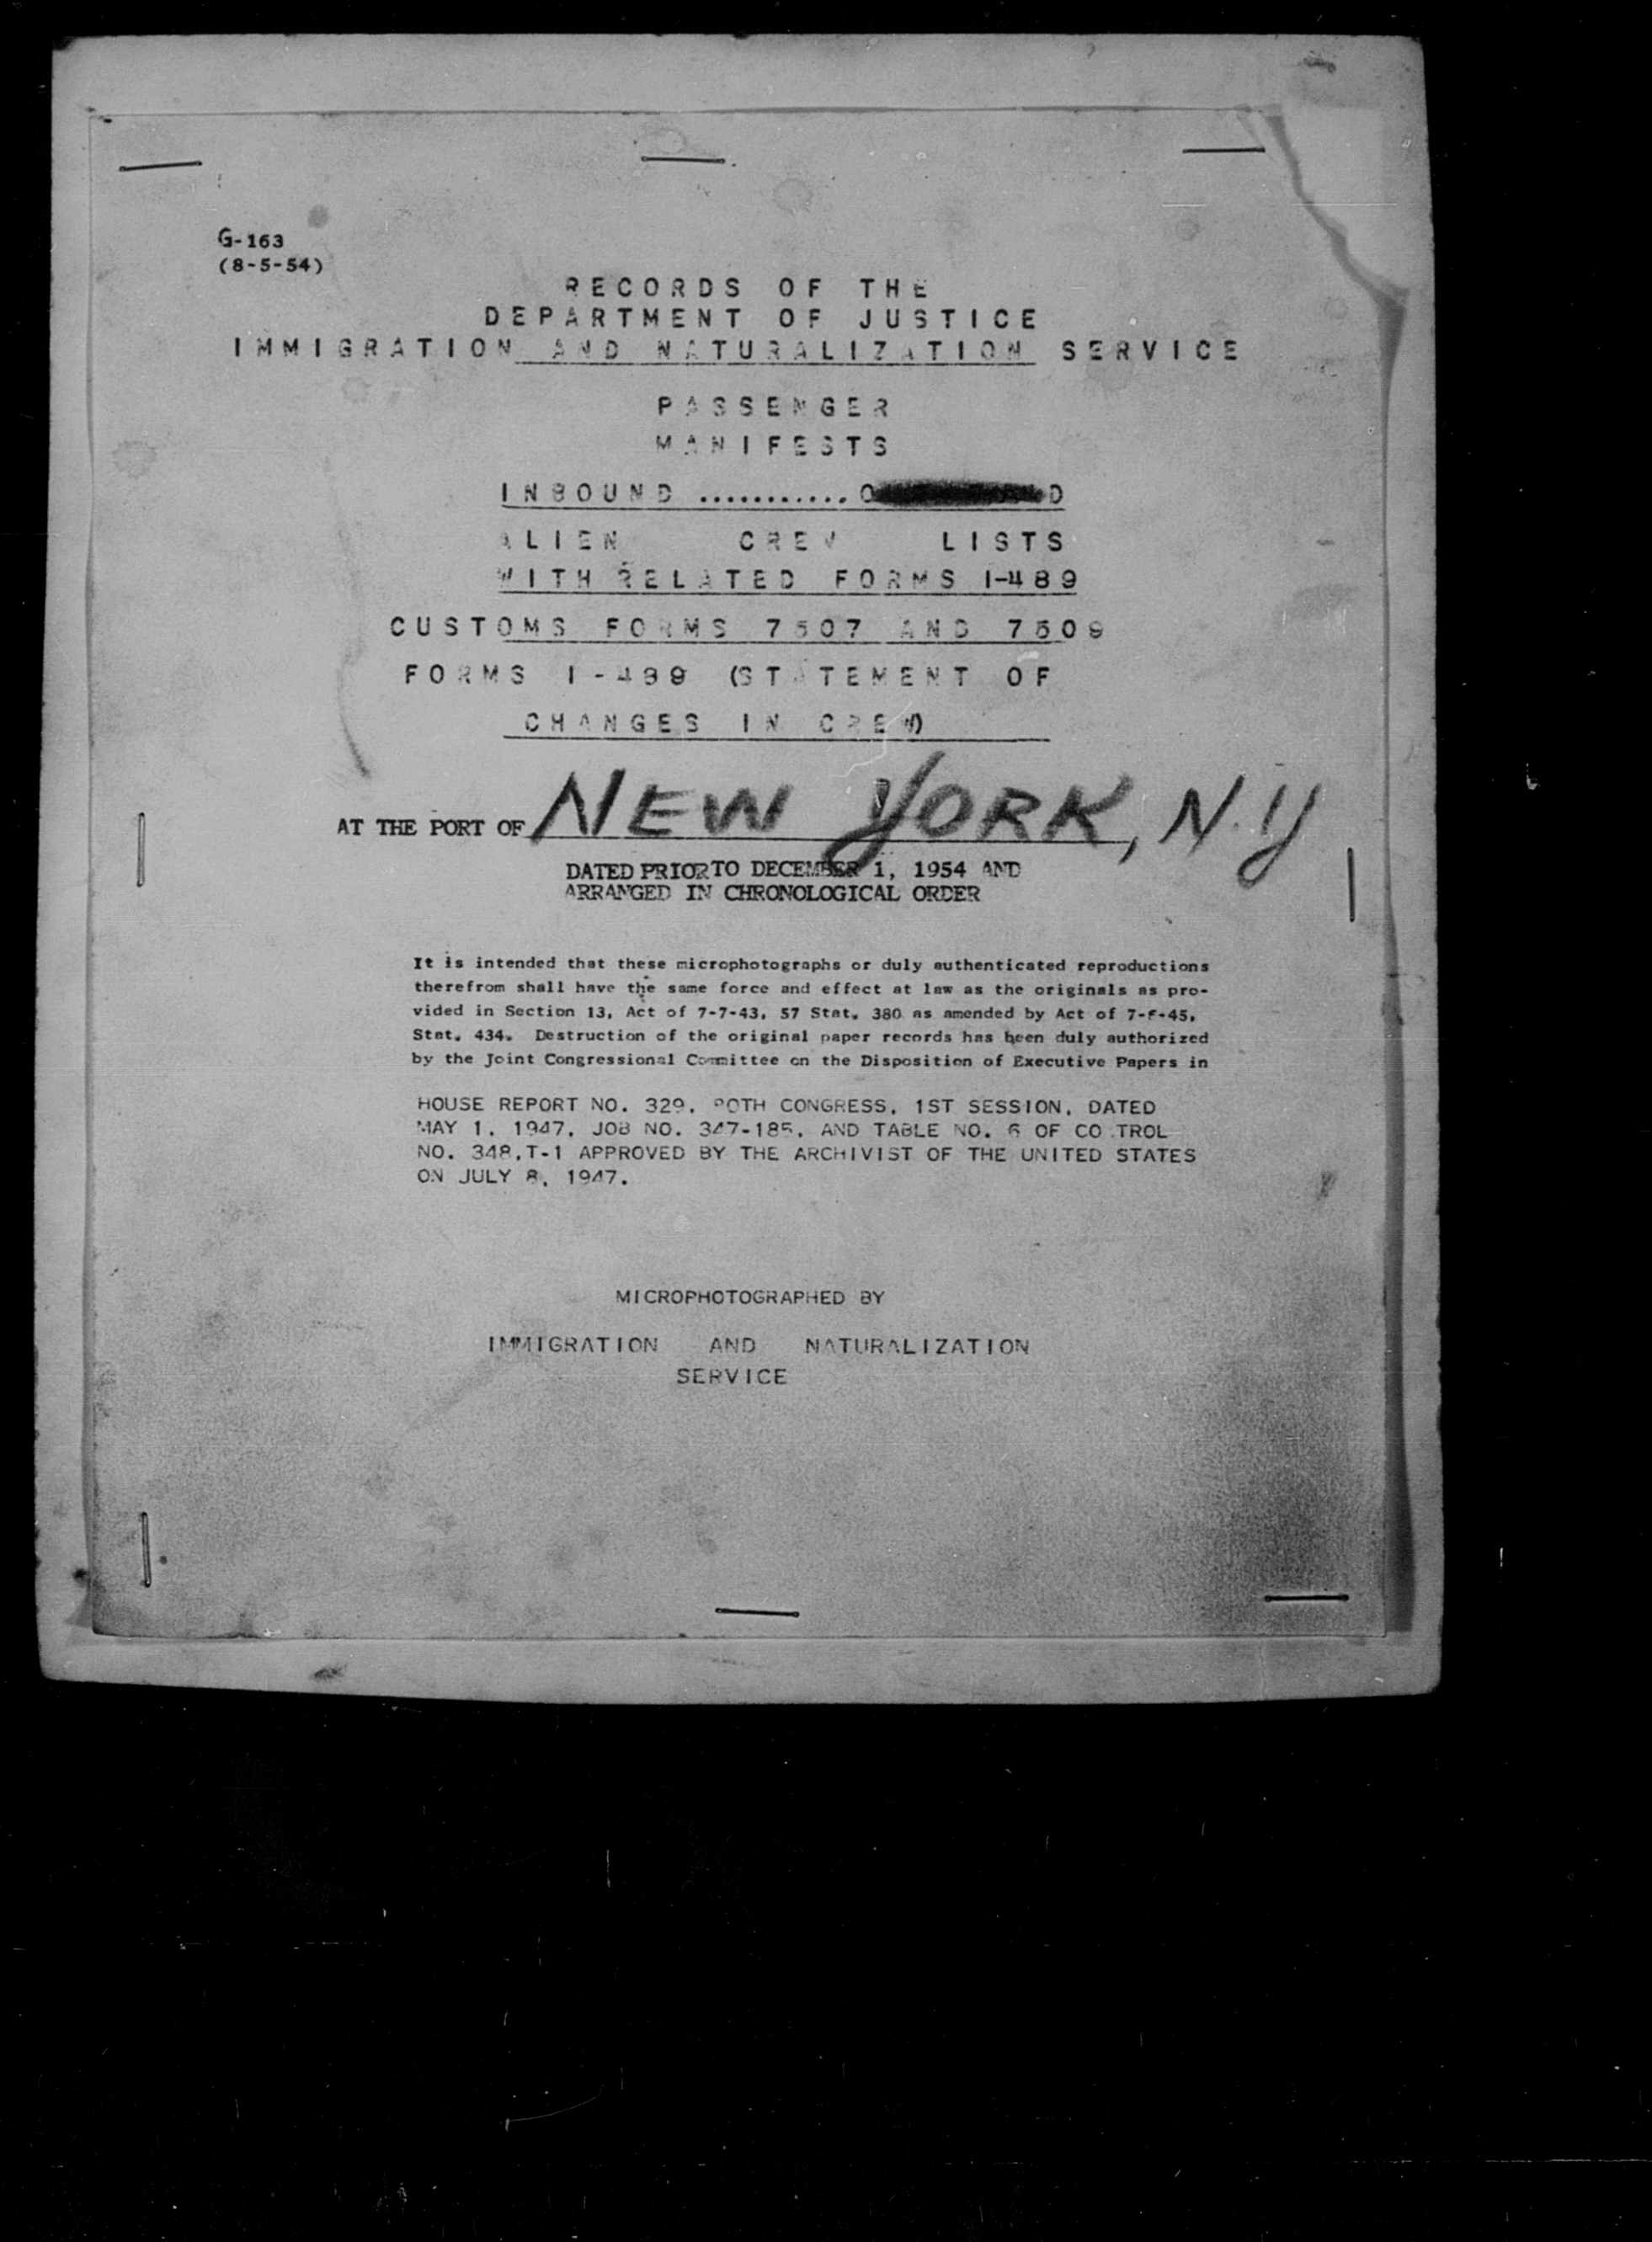 G-163
(8-5-54)
RECORDS OF THE
DEPARTMENT OF JUSTICE
IMMIGRATION AND NATURALIZATION SERVICE
PASSENGER
MANIFESTS
INBOUND ...........
ALIEN CREW LISTS
WITH RELATED FORMS I-489
CUSTOMS FORMS 7507 AND 7509
FORMS I-489 (STATEMENT OF
CHANGES IN CREW)
AT THE PORT OF NEW YORK, N.Y
DATED PRIOR TO DECEMBER 1, 1954 AND
ARRANGED IN CHRONOLOGICAL ORDER
It is intended that these microphotographs or duly authenticated reproductions
therefrom shall have the same force and effect at law as the originals as pro-
vided in Section 13, Act of 7-7-43, 57 Stat. 380 as amended by Act of
Stat. 434. Destruction of the original paper records has been duly authorized
by the Joint Congressional Committee on the Disposition of Executive Papers in
HOUSE REPORT NO. 329, 80TH CONGRESS, 1ST SESSION, DATED
MAY 1, 1947, JOB NO. 347-185, AND TABLE NO. 6 OF CO TROL
NO. 348,T-1 APPROVED BY THE ARCHIVIST OF THE UNITED STATES
ON JULY 8, 1947.
MICROPHOTOGRAPHED BY
IMMIGRATION AND NATURALIZATION
SERVICE